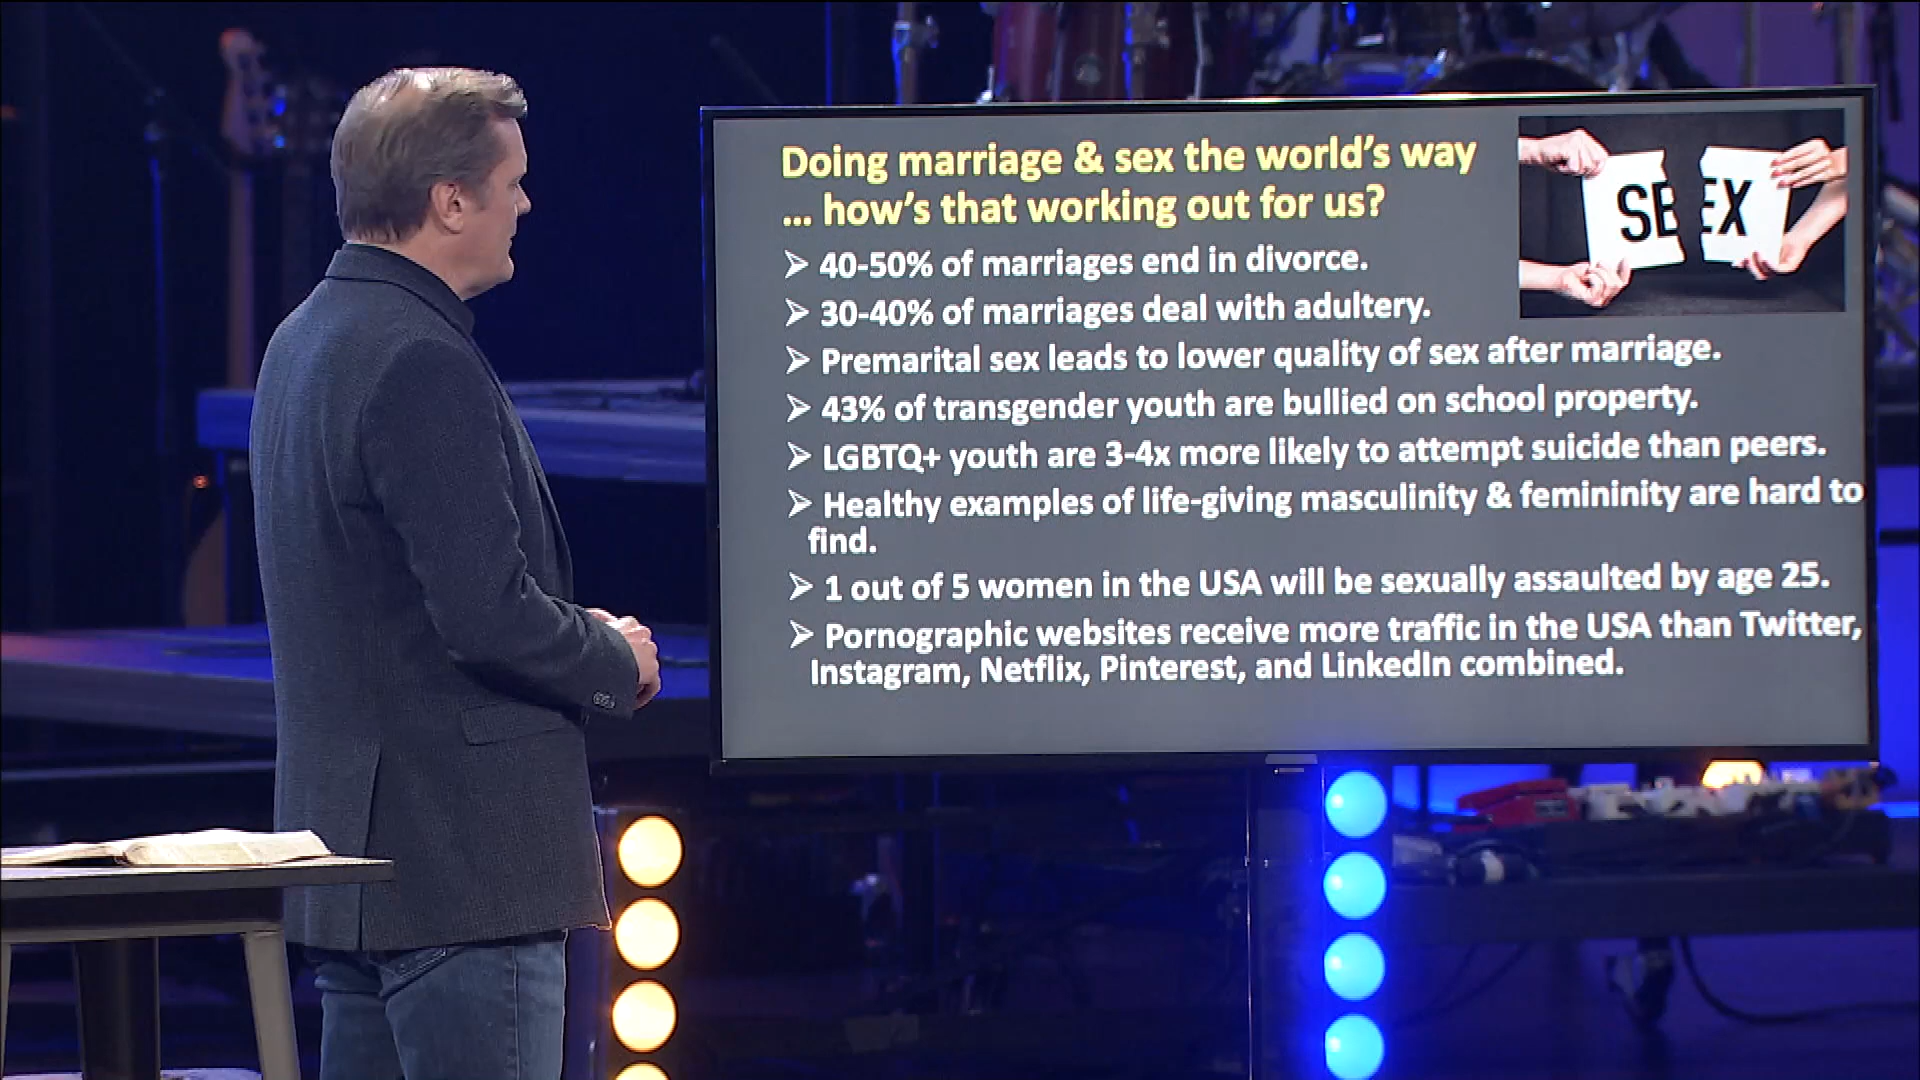 Doing marriage & sex the world's way
... how's that working out for us?
SEX
➢ 40-50% of marriages end in divorce.
➢ 30-40% of marriages deal with adultery.
➢ Premarital sex leads to lower quality of sex after marriage.
➢ 43% of transgender youth are bullied on school property.
➢ LGBTQ+ youth are 3-4x more likely to attempt suicide than peers.
➢ Healthy examples of life-giving masculinity & femininity are hard to
find.
➢ 1 out of 5 women in the USA will be sexually assaulted by age 25.
➢ Pornographic websites receive more traffic in the USA than Twitter,
Instagram, Netflix, Pinterest, and LinkedIn combined.